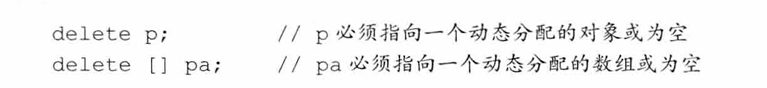 delete p;        // p 必须指向一个动态分配的对象或为空
delete [] pa;    // pa 必须指向一个动态分配的数组或为空